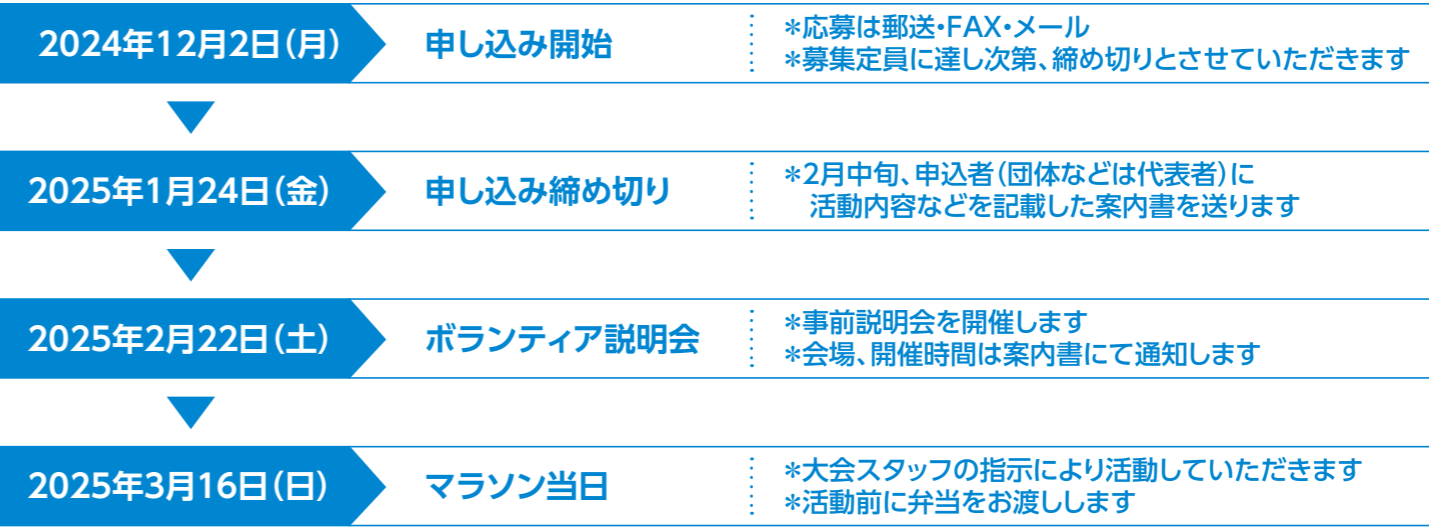 2024年12月2日(月)
申し込み開始
*応募は郵送・FAX・メール
*募集定員に達し次第、締め切りとさせていただきます
2025年1月24日(金)
申し込み締め切り
*2月中旬、申込者(団体などは代表者)に
活動内容などを記載した案内書を送ります
2025年2月22日(土)
ボランティア説明会
*事前説明会を開催します
*会場、開催時間は案内書にて通知します
2025年3月16日(日)
マラソン当日
*大会スタッフの指示により活動していただきます
*活動前に弁当をお渡しします